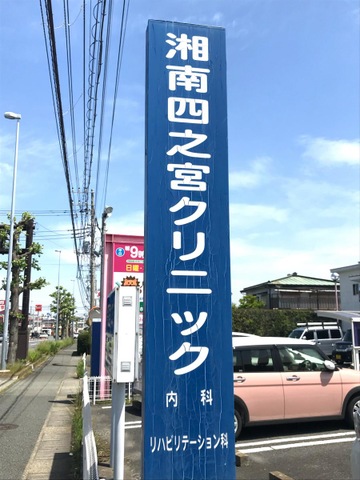 湘南四之宮クリニック
内 科
リハビリテーション科